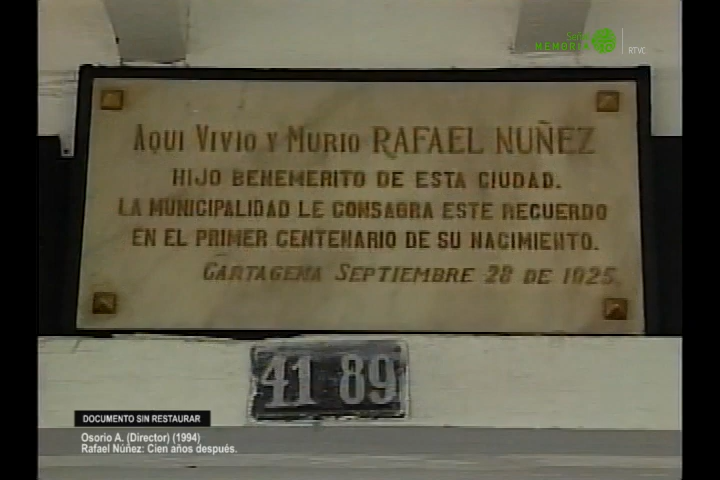 Señal
MEMORIA
RTVC
AQUI VIVIO Y MURIO RAFAEL NUÑEZ
HIJO BENEMERITO DE ESTA CIUDAD.
LA MUNICIPALIDAD LE CONSAGRA ESTE RECUERDO
EN EL PRIMER CENTENARIO DE SU NACIMIENTO.
CARTAGENA SEPTIEMBRE 28 DE 1925.
41 89
DOCUMENTO SIN RESTAURAR
Osorio A. (Director) (1994)
Rafael Núñez: Cien años después.